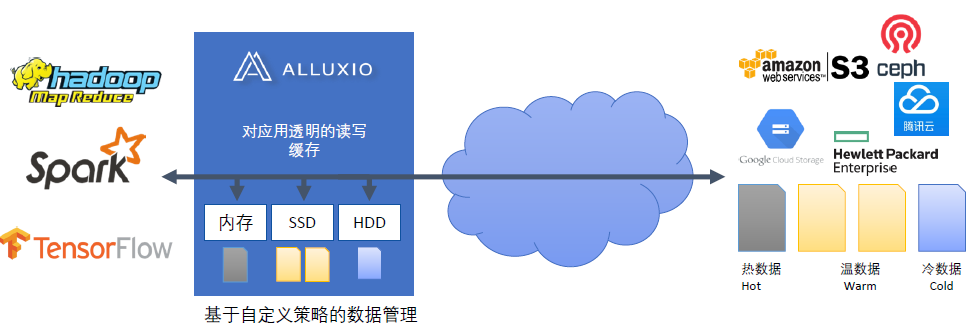 hadoop
Map Reduce
Spark
TensorFlow
ALLUXIO
对应用透明的读写
缓存
内存
SSD
HDD
基于自定义策略的数据管理
amazon
web services™
S3
ceph
腾讯云
Google Cloud Storage
Hewlett Packard
Enterprise
热数据
Hot
温数据
Warm
冷数据
Cold